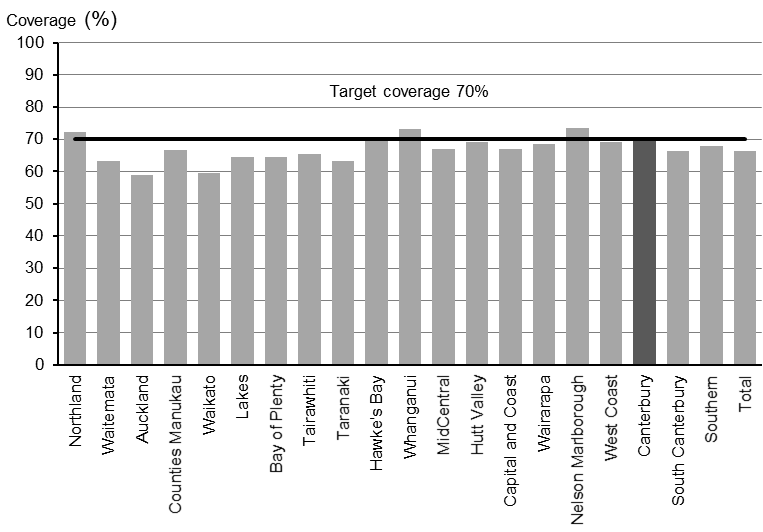 Coverage (%)
100
90
80
Target coverage 70%
70
60
50
40
30
20
10
0
Northland
Waitemata
Auckland
Counties Manukau
Waikato
Lakes
Bay of Plenty
Tairawhiti
Taranaki
Hawke's Bay
Whanganui
MidCentral
Hutt Valley
Capital and Coast
Wairarapa
Nelson Marlborough
West Coast
Canterbury
South Canterbury
Southern
Total